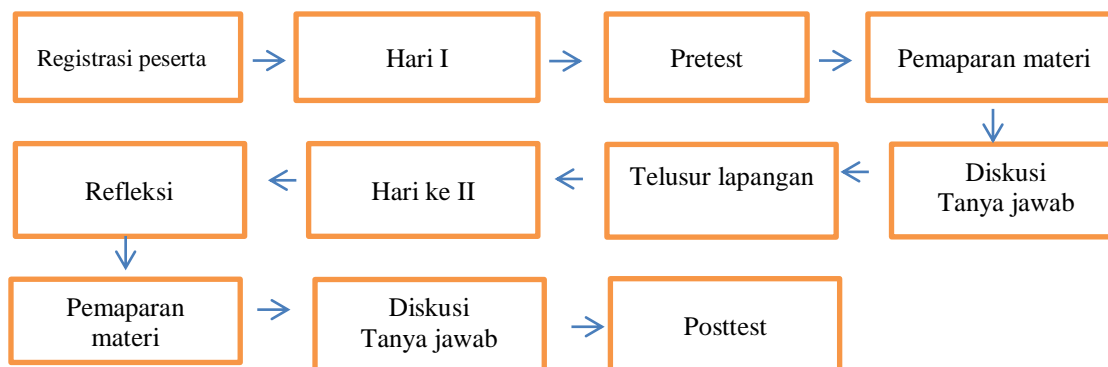 Registrasi peserta
Hari I
Pretest
Pemaparan materi
Diskusi
Tanya jawab
Telusur lapangan
Hari ke II
Refleksi
Pemaparan
materi
Diskusi
Tanya jawab
Posttest